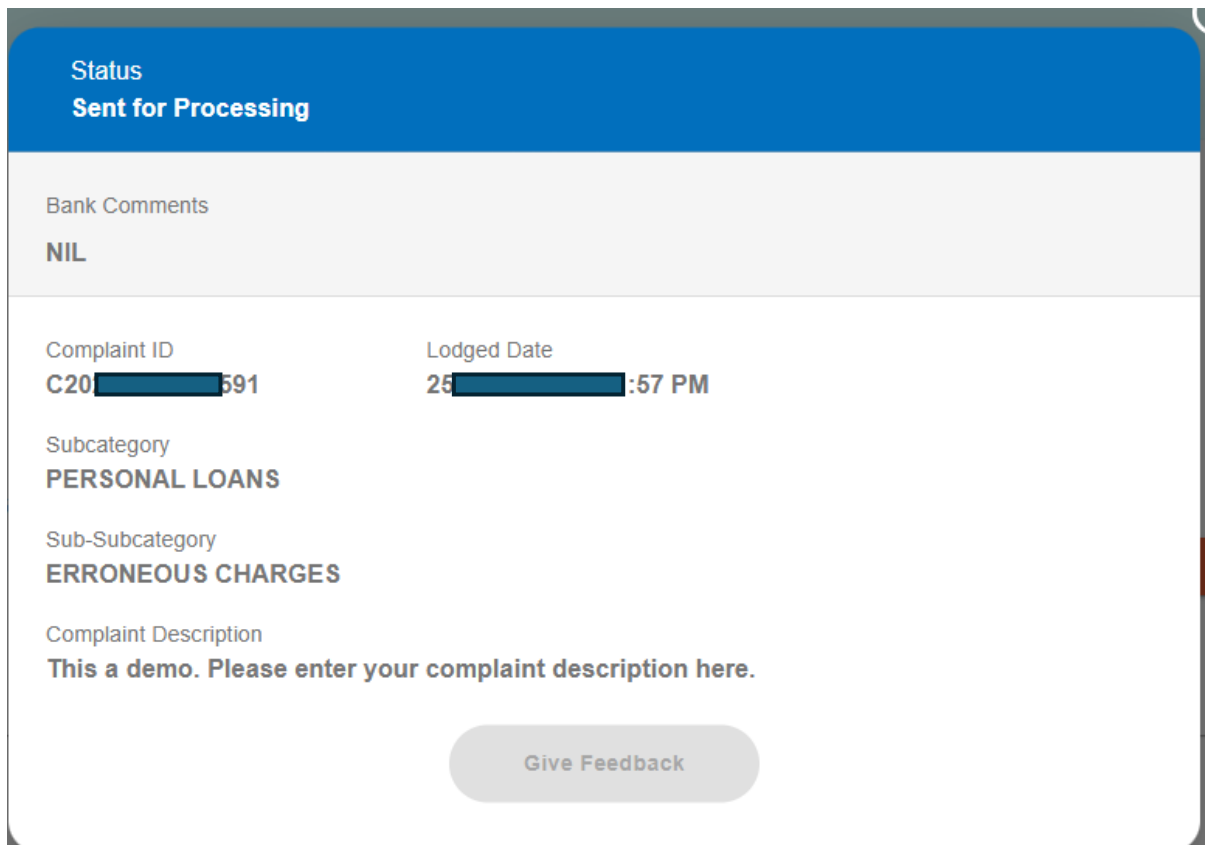 Status
Sent for Processing
Bank Comments
NIL
Complaint ID Lodged Date
C20 591 25 :57 PM
Subcategory
PERSONAL LOANS
Sub-Subcategory
ERRONEOUS CHARGES
Complaint Description
This a demo. Please enter your complaint description here.
Give Feedback